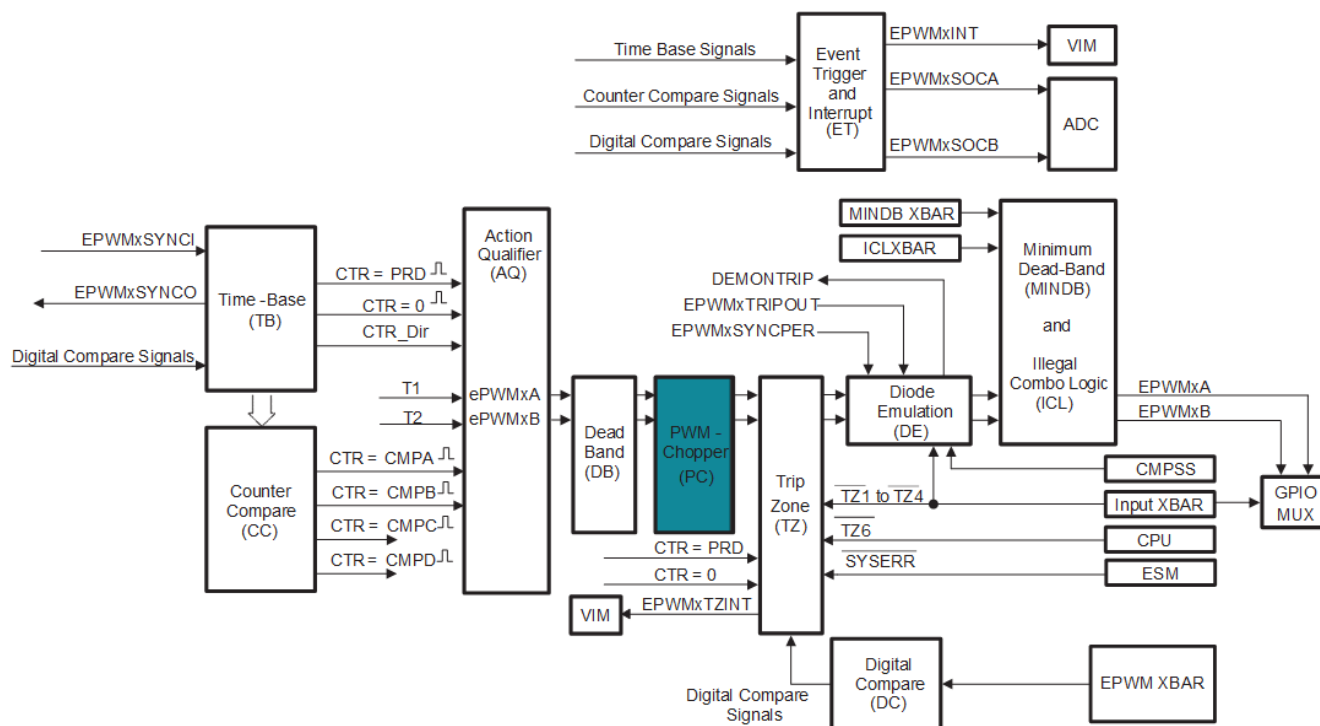 Time Base Signals
Counter Compare Signals
Digital Compare Signals
Event
Trigger
and
Interrupt
(ET)
EPWMxINT
EPWMxSOCA
EPWMxSOCB
VIM
ADC
EPWMxSYNCI
EPWMxSYNCO
Digital Compare Signals
Time -Base
(TB)
CTR = PRD
CTR = 0
CTR_Dir
T1
T2
Counter
Compare
(CC)
CTR = CMPA
CTR = CMPB
CTR = CMPC
CTR = CMPD
Action
Qualifier
(AQ)
ePWMxA
ePWMxB
Dead
Band
(DB)
PWM -
Chopper
(PC)
Trip
Zone
(TZ)
CTR = PRD
CTR = 0
EPWMxTZINT
VIM
DEMONTRIP
EPWMxTRIPOUT
EPWMxSYNCPER
Diode
Emulation
(DE)
MINDB XBAR
ICLXBAR
Minimum
Dead-Band
(MINDB)
and
Illegal
Combo Logic
(ICL)
EPWMxA
EPWMxB
TZ1 to TZ4
TZ6
SYSERR
CMPSS
Input XBAR
CPU
ESM
GPIO
MUX
Digital Compare
Signals
Digital
Compare
(DC)
EPWM XBAR